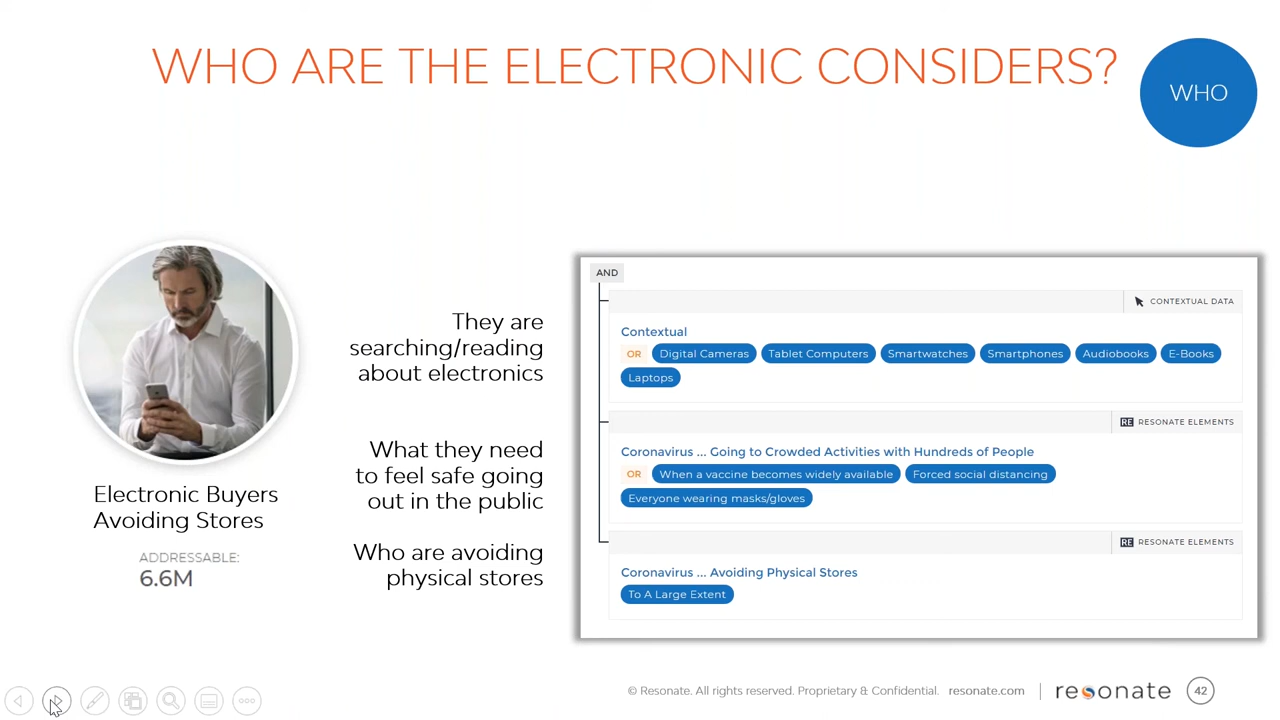 WHO ARE THE ELECTRONIC CONSIDERS?
WHO
Electronic Buyers
Avoiding Stores
ADDRESSABLE:
6.6M
They are
searching/reading
about electronics
What they need
to feel safe going
out in the public
Who are avoiding
physical stores
AND
CONTEXTUAL DATA
Contextual
OR Digital Cameras Tablet Computers Smartwatches Smartphones Audiobooks E-Books
Laptops
RE RESONATE ELEMENTS
Coronavirus ... Going to Crowded Activities with Hundreds of People
OR When a vaccine becomes widely available Forced social distancing
Everyone wearing masks/gloves
RE RESONATE ELEMENTS
Coronavirus ... Avoiding Physical Stores
To A Large Extent
© Resonate. All rights reserved. Proprietary & Confidential. resonate.com resonate 42